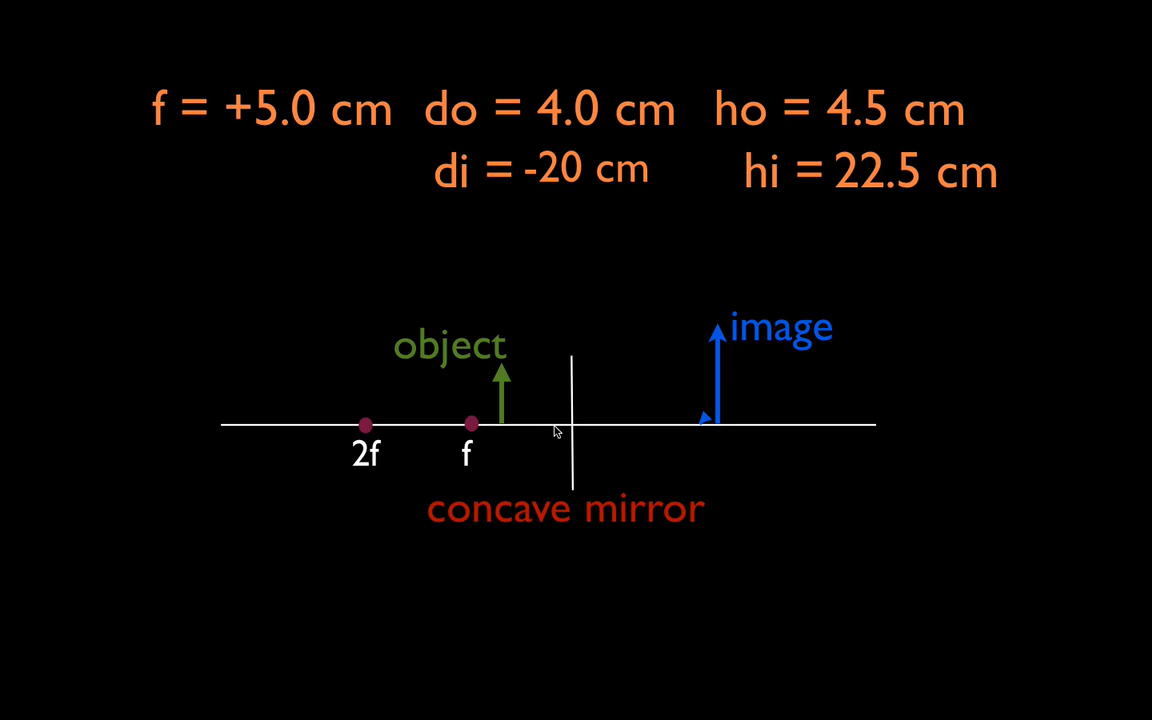 f = +5.0 cm do = 4.0 cm ho = 4.5 cm
di = -20 cm hi = 22.5 cm
image
object
2f f
concave mirror